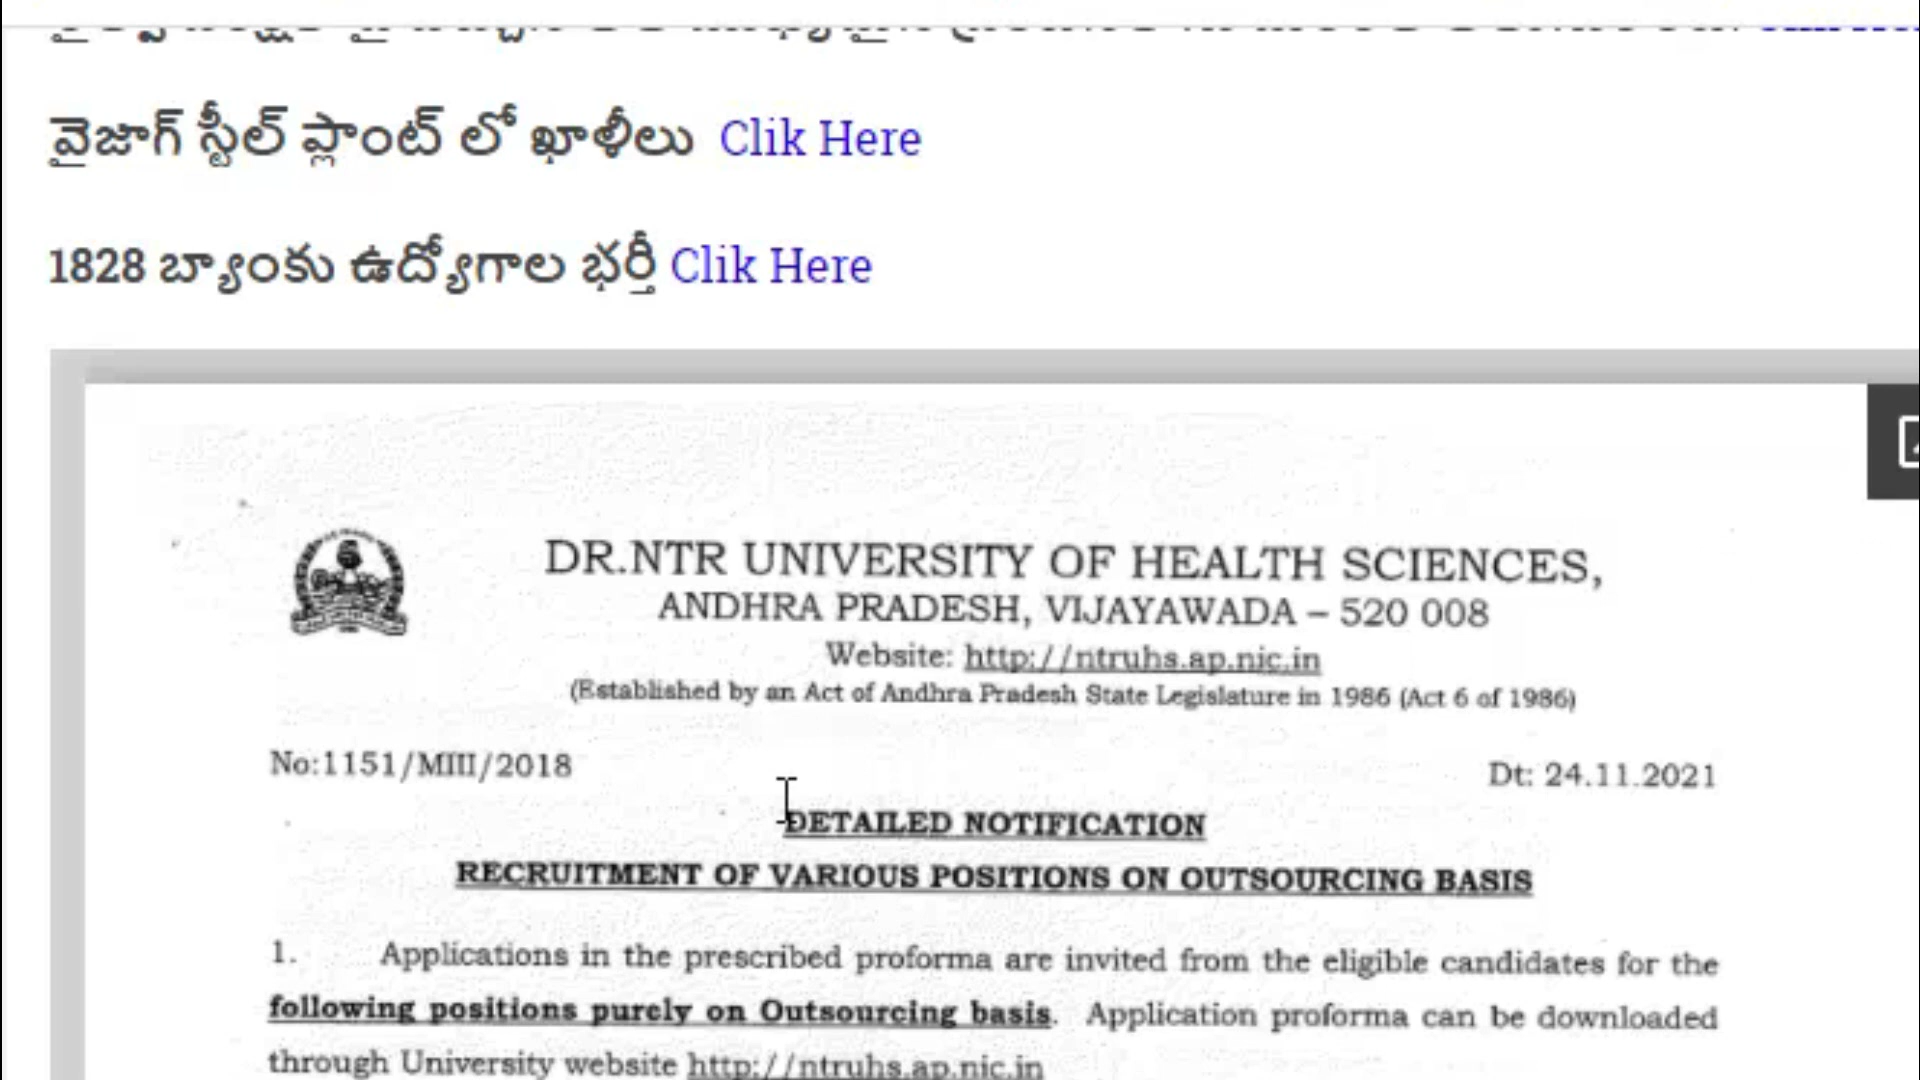 వైజాగ్ స్టీల్ ప్లాంట్ లో ఖాళీలు Clik Here
1828 బ్యాంకు ఉద్యోగాల భర్తీ Clik Here
DR.NTR UNIVERSITY OF HEALTH SCIENCES,
ANDHRA PRADESH, VIJAYAWADA – 520 008
Website: http://ntruhs.ap.nic.in
(Established by an Act of Andhra Pradesh State Legislature in 1986 (Act 6 of 1986)
No:1151/MIII/2018 Dt: 24.11.2021
DETAILED NOTIFICATION
RECRUITMENT OF VARIOUS POSITIONS ON OUTSOURCING BASIS
1. Applications in the prescribed proforma are invited from the eligible candidates for the
following positions purely on Outsourcing basis. Application proforma can be downloaded
through University website http://ntruhs.ap.nic.in